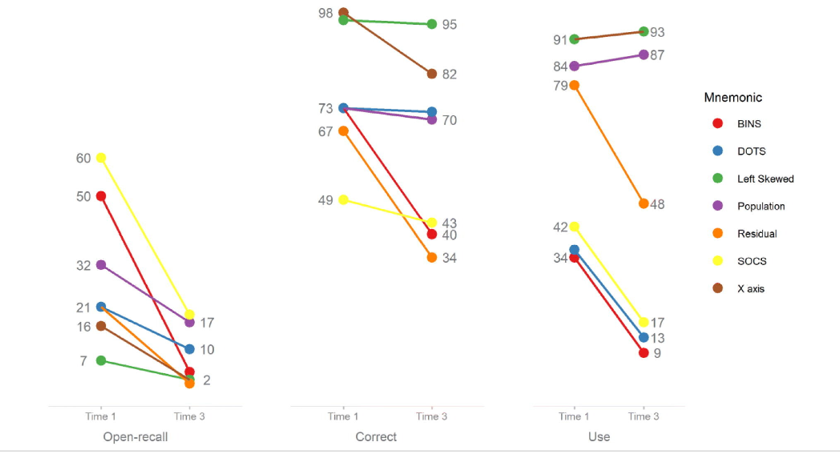 98
95
82
73
70
67
49
43
40
34
91
93
84
87
79
48
42
34
17
13
9
60
50
32
21
16
7
17
10
2
Time 1
Time 3
Open-recall
Time 1
Time 3
Correct
Time 1
Time 3
Use
Mnemonic
BINS
DOTS
Left Skewed
Population
Residual
SOCS
X axis